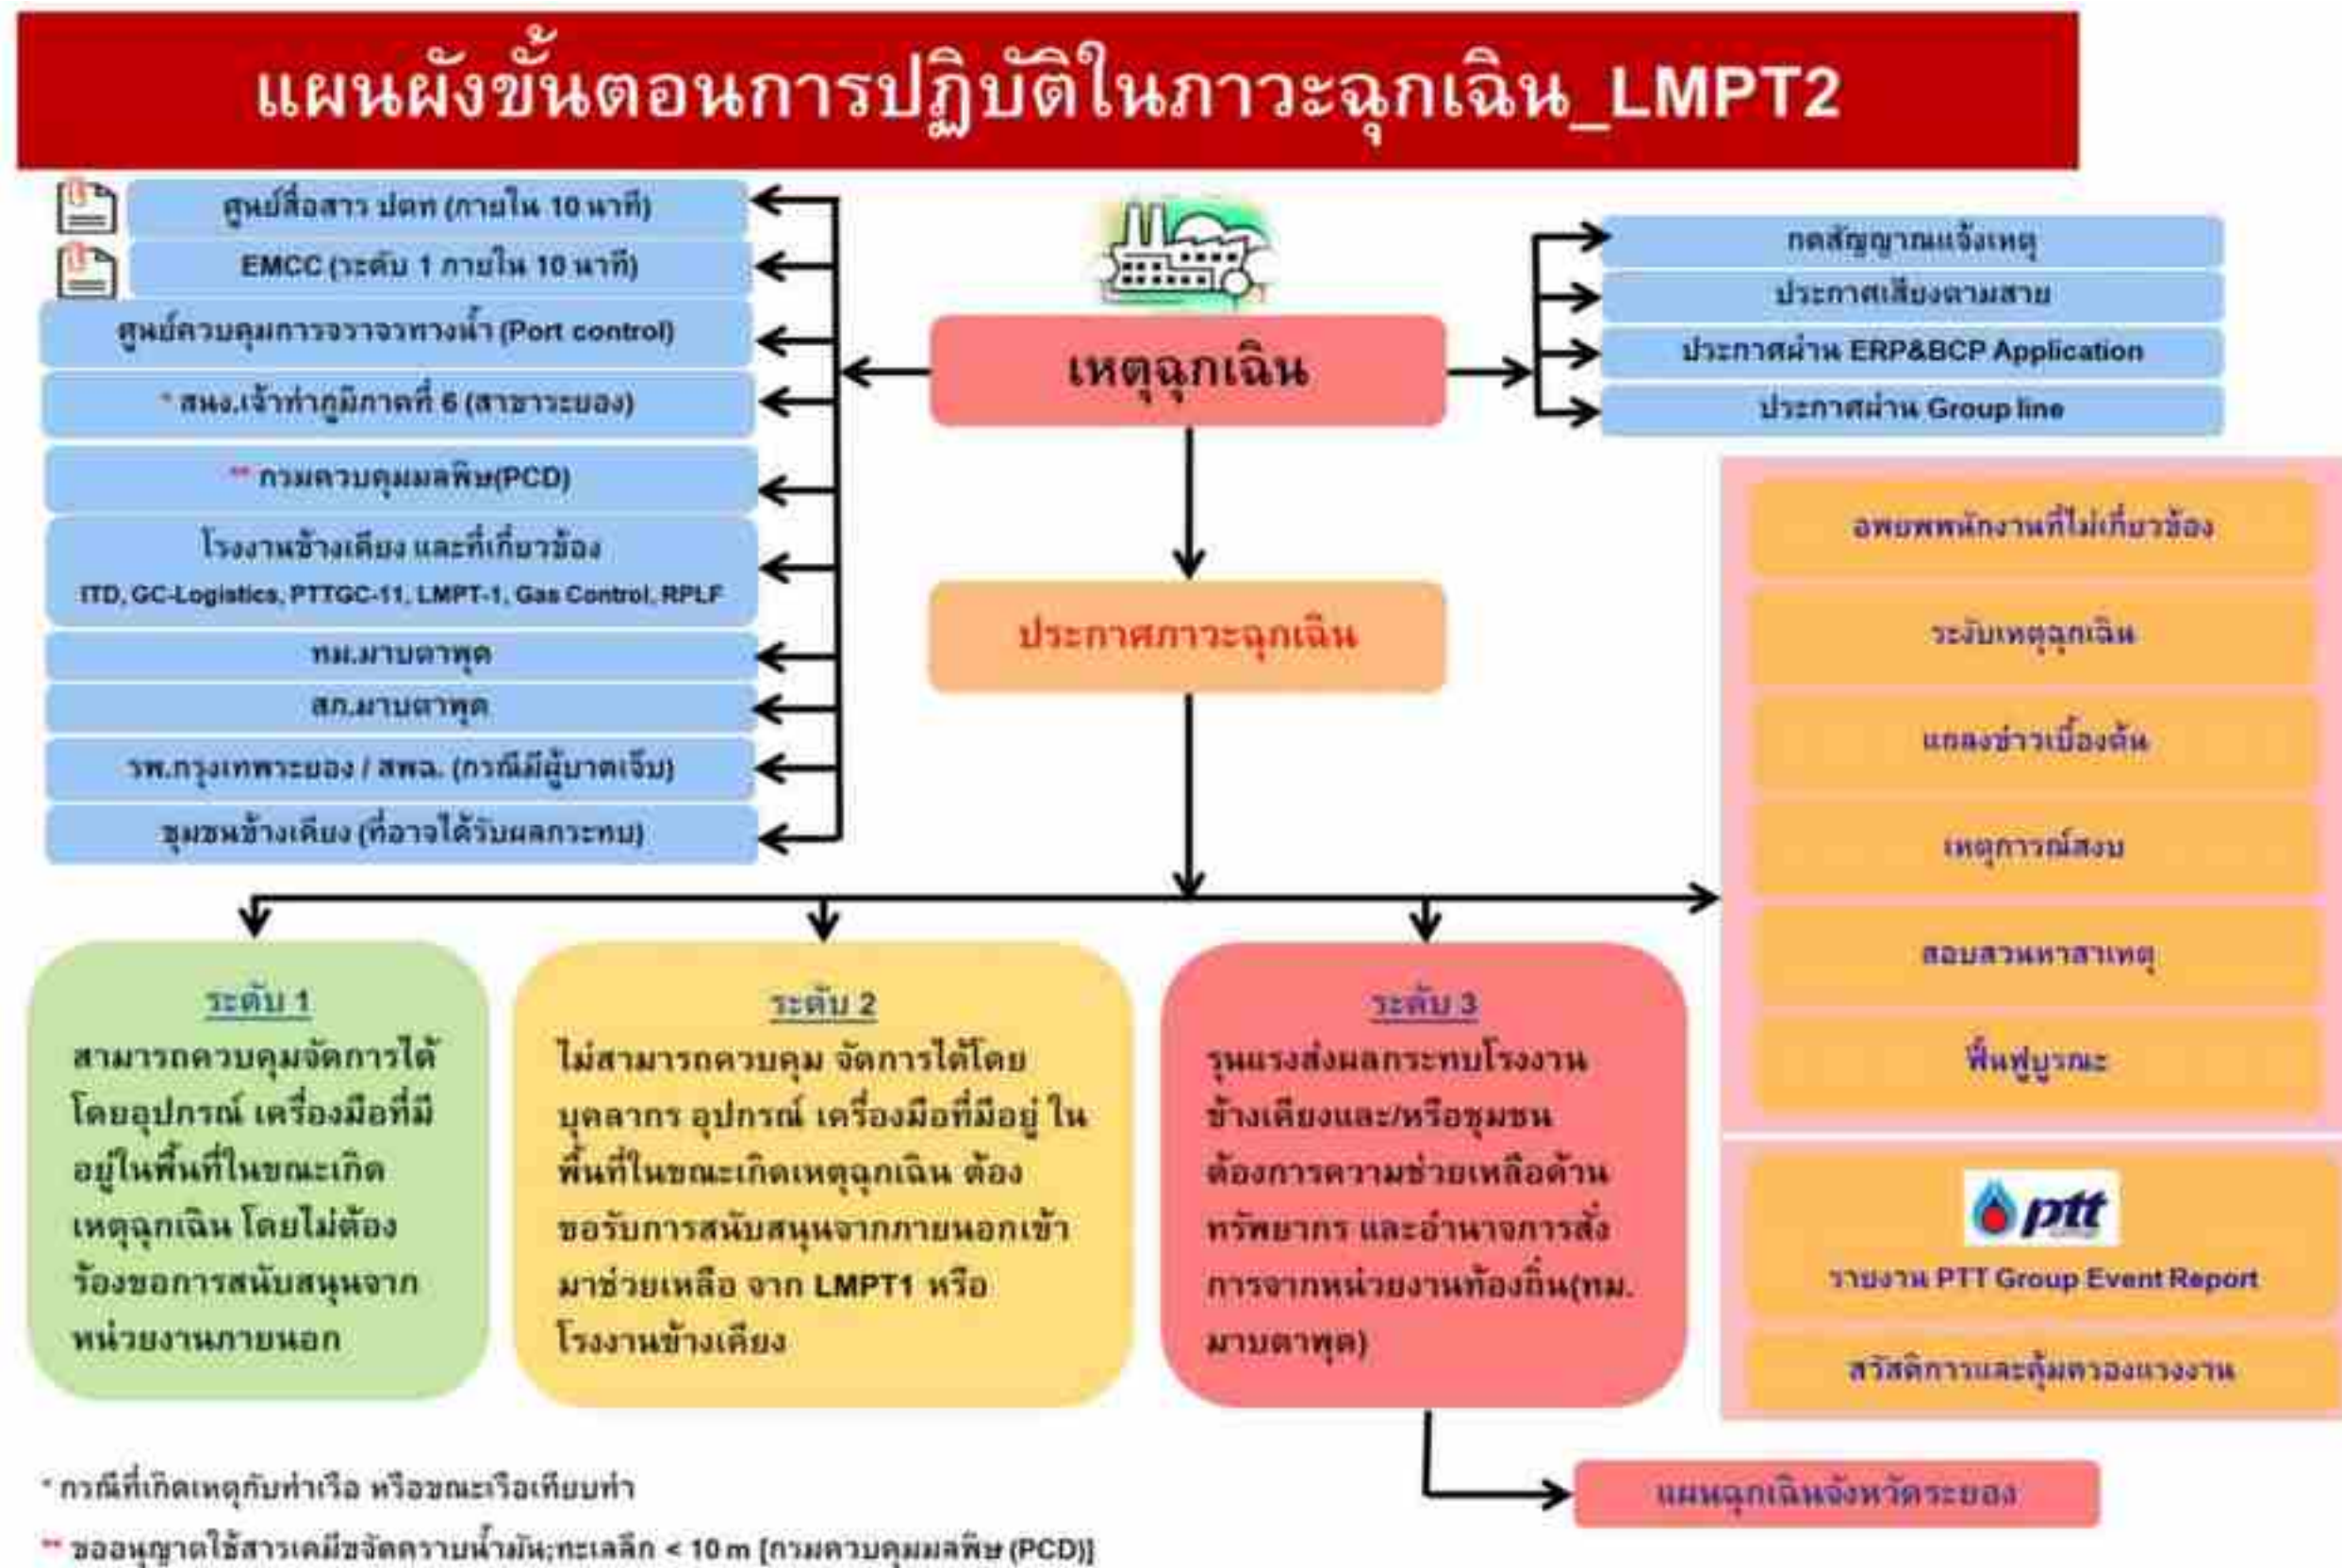 แผนผังขั้นตอนการปฏิบัติในภาวะฉุกเฉิน_LMPT2
ศูนย์สื่อสาร ปตท (ภายใน 10 นาที)
EMCC (ระดับ 1 ภายใน 10 นาที)
ศูนย์ควบคุมการจราจรทางน้ำ (Port control)
* สนง.เจ้าท่าภูมิภาคที่ 6 (สาขาระยอง)
** กรมควบคุมมลพิษ(PCD)
โรงงานข้างเคียง และที่เกี่ยวข้อง
ITD, GC-Logistics, PTTGC-11, LMPT-1, Gas Control, RPLF
ทม.มาบตาพุด
สภ.มาบตาพุด
รพ.กรุงเทพระยอง / สพฉ. (กรณีมีผู้บาดเจ็บ)
ชุมชนข้างเคียง (ที่อาจได้รับผลกระทบ)
เหตุฉุกเฉิน
ประกาศภาวะฉุกเฉิน
กดสัญญาณแจ้งเหตุ
ประกาศเสียงตามสาย
ประกาศผ่าน ERP&BCP Application
ประกาศผ่าน Group line
อพยพพนักงานที่ไม่เกี่ยวข้อง
ระงับเหตุฉุกเฉิน
แถลงข่าวเบื้องต้น
เหตุการณ์สงบ
สอบสวนหาสาเหตุ
ฟื้นฟูบูรณะ
ptt
รายงาน PTT Group Event Report
สวัสดิการและคุ้มครองแรงงาน
ระดับ 1
สามารถควบคุมจัดการได้
โดยอุปกรณ์ เครื่องมือที่มี
อยู่ในพื้นที่ในขณะเกิด
เหตุฉุกเฉิน โดยไม่ต้อง
ร้องขอการสนับสนุนจาก
หน่วยงานภายนอก
ระดับ 2
ไม่สามารถควบคุม จัดการได้โดย
บุคลากร อุปกรณ์ เครื่องมือที่มีอยู่ ใน
พื้นที่ในขณะเกิดเหตุฉุกเฉิน ต้อง
ขอรับการสนับสนุนจากภายนอกเข้า
มาช่วยเหลือ จาก LMPT1 หรือ
โรงงานข้างเคียง
ระดับ 3
รุนแรงส่งผลกระทบโรงงาน
ข้างเคียงและ/หรือชุมชน
ต้องการความช่วยเหลือด้าน
ทรัพยากร และอำนาจการสั่ง
การจากหน่วยงานท้องถิ่น(ทม.
มาบตาพุด)
แผนฉุกเฉินจังหวัดระยอง
* กรณีที่เกิดเหตุกับท่าเรือ หรือขณะเรือเทียบท่า
** ขออนุญาตใช้สารเคมีขจัดคราบน้ำมัน;ทะเลลึก < 10 m [กรมควบคุมมลพิษ (PCD)]